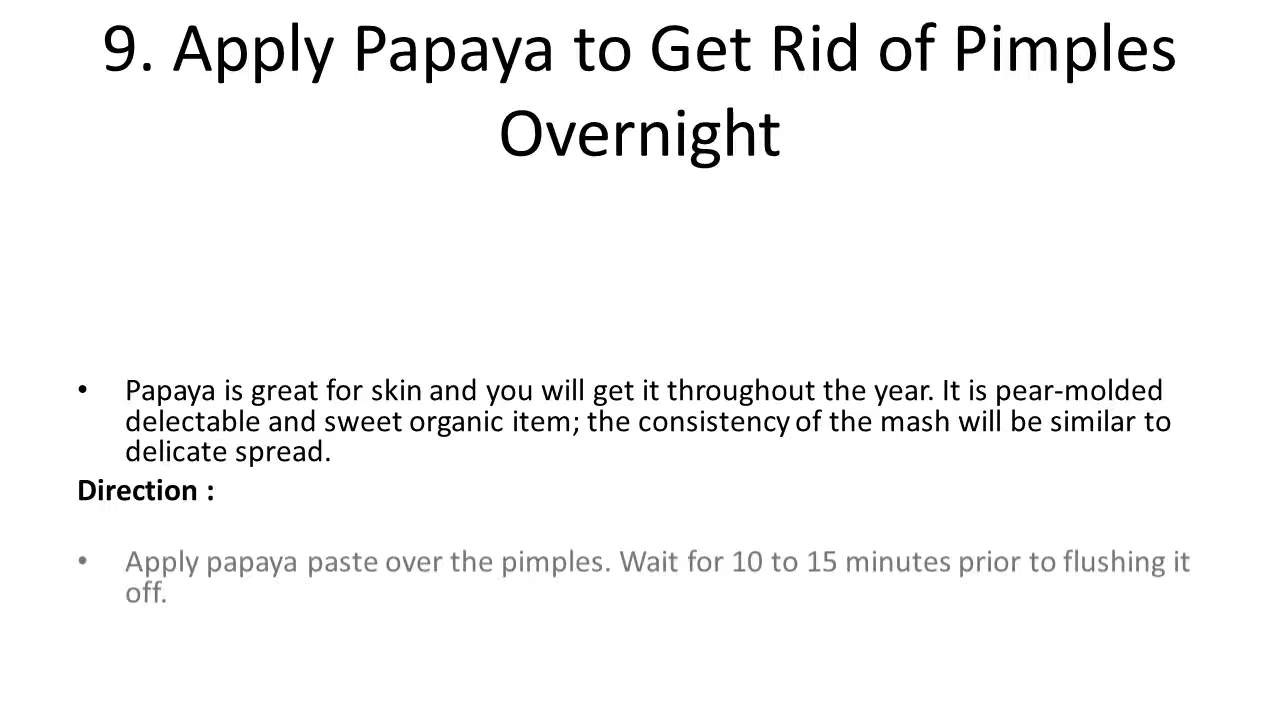 9. Apply Papaya to Get Rid of Pimples
Overnight
• Papaya is great for skin and you will get it throughout the year. It is pear-molded
delectable and sweet organic item; the consistency of the mash will be similar to
delicate spread.
Direction :
• Apply papaya paste over the pimples. Wait for 10 to 15 minutes prior to flushing it
off.